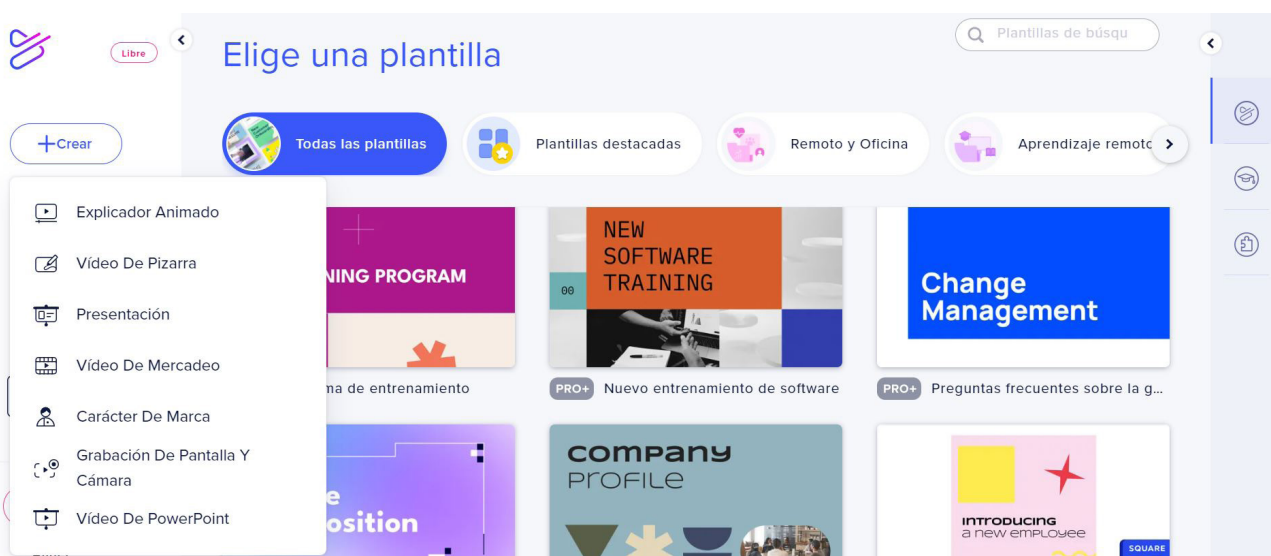 Libre
Elige una plantilla
Plantillas de búsqu
Crear
Todas las plantillas
Plantillas destacadas
Remoto y Oficina
Aprendizaje remoto
Explicador Animado
Vídeo De Pizarra
Presentación
Vídeo De Mercadeo
Carácter De Marca
Grabación De Pantalla Y
Cámara
Vídeo De PowerPoint
NING PROGRAM
ma de entrenamiento
00
NEW
SOFTWARE
TRAINING
PRO+ Nuevo entrenamiento de software
Change
Management
PRO+ Preguntas frecuentes sobre la g...
e
osition
company
PROFILE
INTRODUCING
a new employee
SQUARE